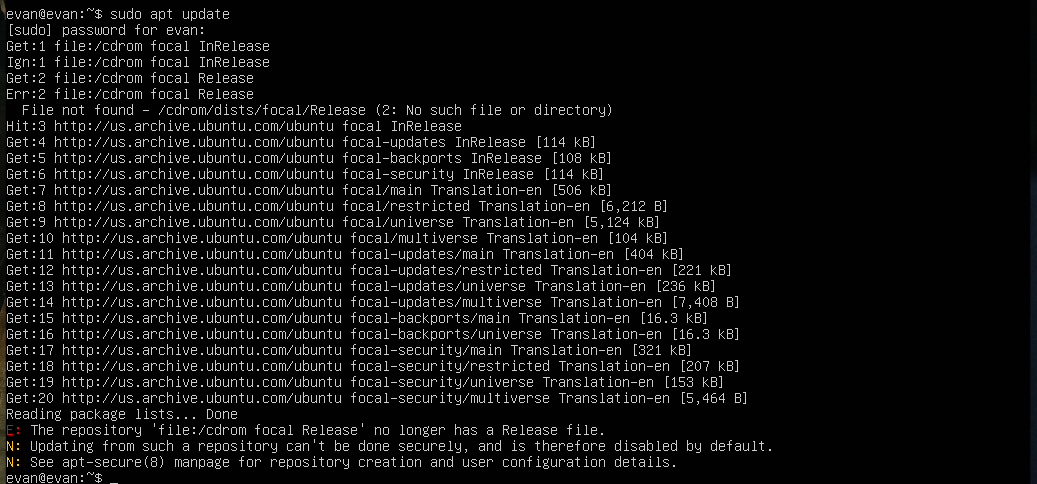 evan@evan:~$ sudo apt update
[sudo] password for evan:
Get:1 file:/cdrom focal InRelease
Ign:1 file:/cdrom focal InRelease
Get:2 file:/cdrom focal Release
Err:2 file:/cdrom focal Release
  File not found - /cdrom/dists/focal/Release (2: No such file or directory)
Hit:3 http://us.archive.ubuntu.com/ubuntu focal InRelease
Get:4 http://us.archive.ubuntu.com/ubuntu focal-updates InRelease [114 kB]
Get:5 http://us.archive.ubuntu.com/ubuntu focal-backports InRelease [108 kB]
Get:6 http://us.archive.ubuntu.com/ubuntu focal-security InRelease [114 kB]
Get:7 http://us.archive.ubuntu.com/ubuntu focal/main Translation-en [506 kB]
Get:8 http://us.archive.ubuntu.com/ubuntu focal/restricted Translation-en [6,212 B]
Get:9 http://us.archive.ubuntu.com/ubuntu focal/universe Translation-en [5,124 kB]
Get:10 http://us.archive.ubuntu.com/ubuntu focal/multiverse Translation-en [104 kB]
Get:11 http://us.archive.ubuntu.com/ubuntu focal-updates/main Translation-en [404 kB]
Get:12 http://us.archive.ubuntu.com/ubuntu focal-updates/restricted Translation-en [221 kB]
Get:13 http://us.archive.ubuntu.com/ubuntu focal-updates/universe Translation-en [236 kB]
Get:14 http://us.archive.ubuntu.com/ubuntu focal-updates/multiverse Translation-en [7,408 B]
Get:15 http://us.archive.ubuntu.com/ubuntu focal-backports/main Translation-en [16.3 kB]
Get:16 http://us.archive.ubuntu.com/ubuntu focal-backports/universe Translation-en [16.3 kB]
Get:17 http://us.archive.ubuntu.com/ubuntu focal-security/main Translation-en [321 kB]
Get:18 http://us.archive.ubuntu.com/ubuntu focal-security/restricted Translation-en [207 kB]
Get:19 http://us.archive.ubuntu.com/ubuntu focal-security/universe Translation-en [153 kB]
Get:20 http://us.archive.ubuntu.com/ubuntu focal-security/multiverse Translation-en [5,464 B]
Reading package lists... Done
E: The repository 'file:/cdrom focal Release' no longer has a Release file.
N: Updating from such a repository can't be done securely, and is therefore disabled by default.
N: See apt-secure(8) manpage for repository creation and user configuration details.
evan@evan:~$ _